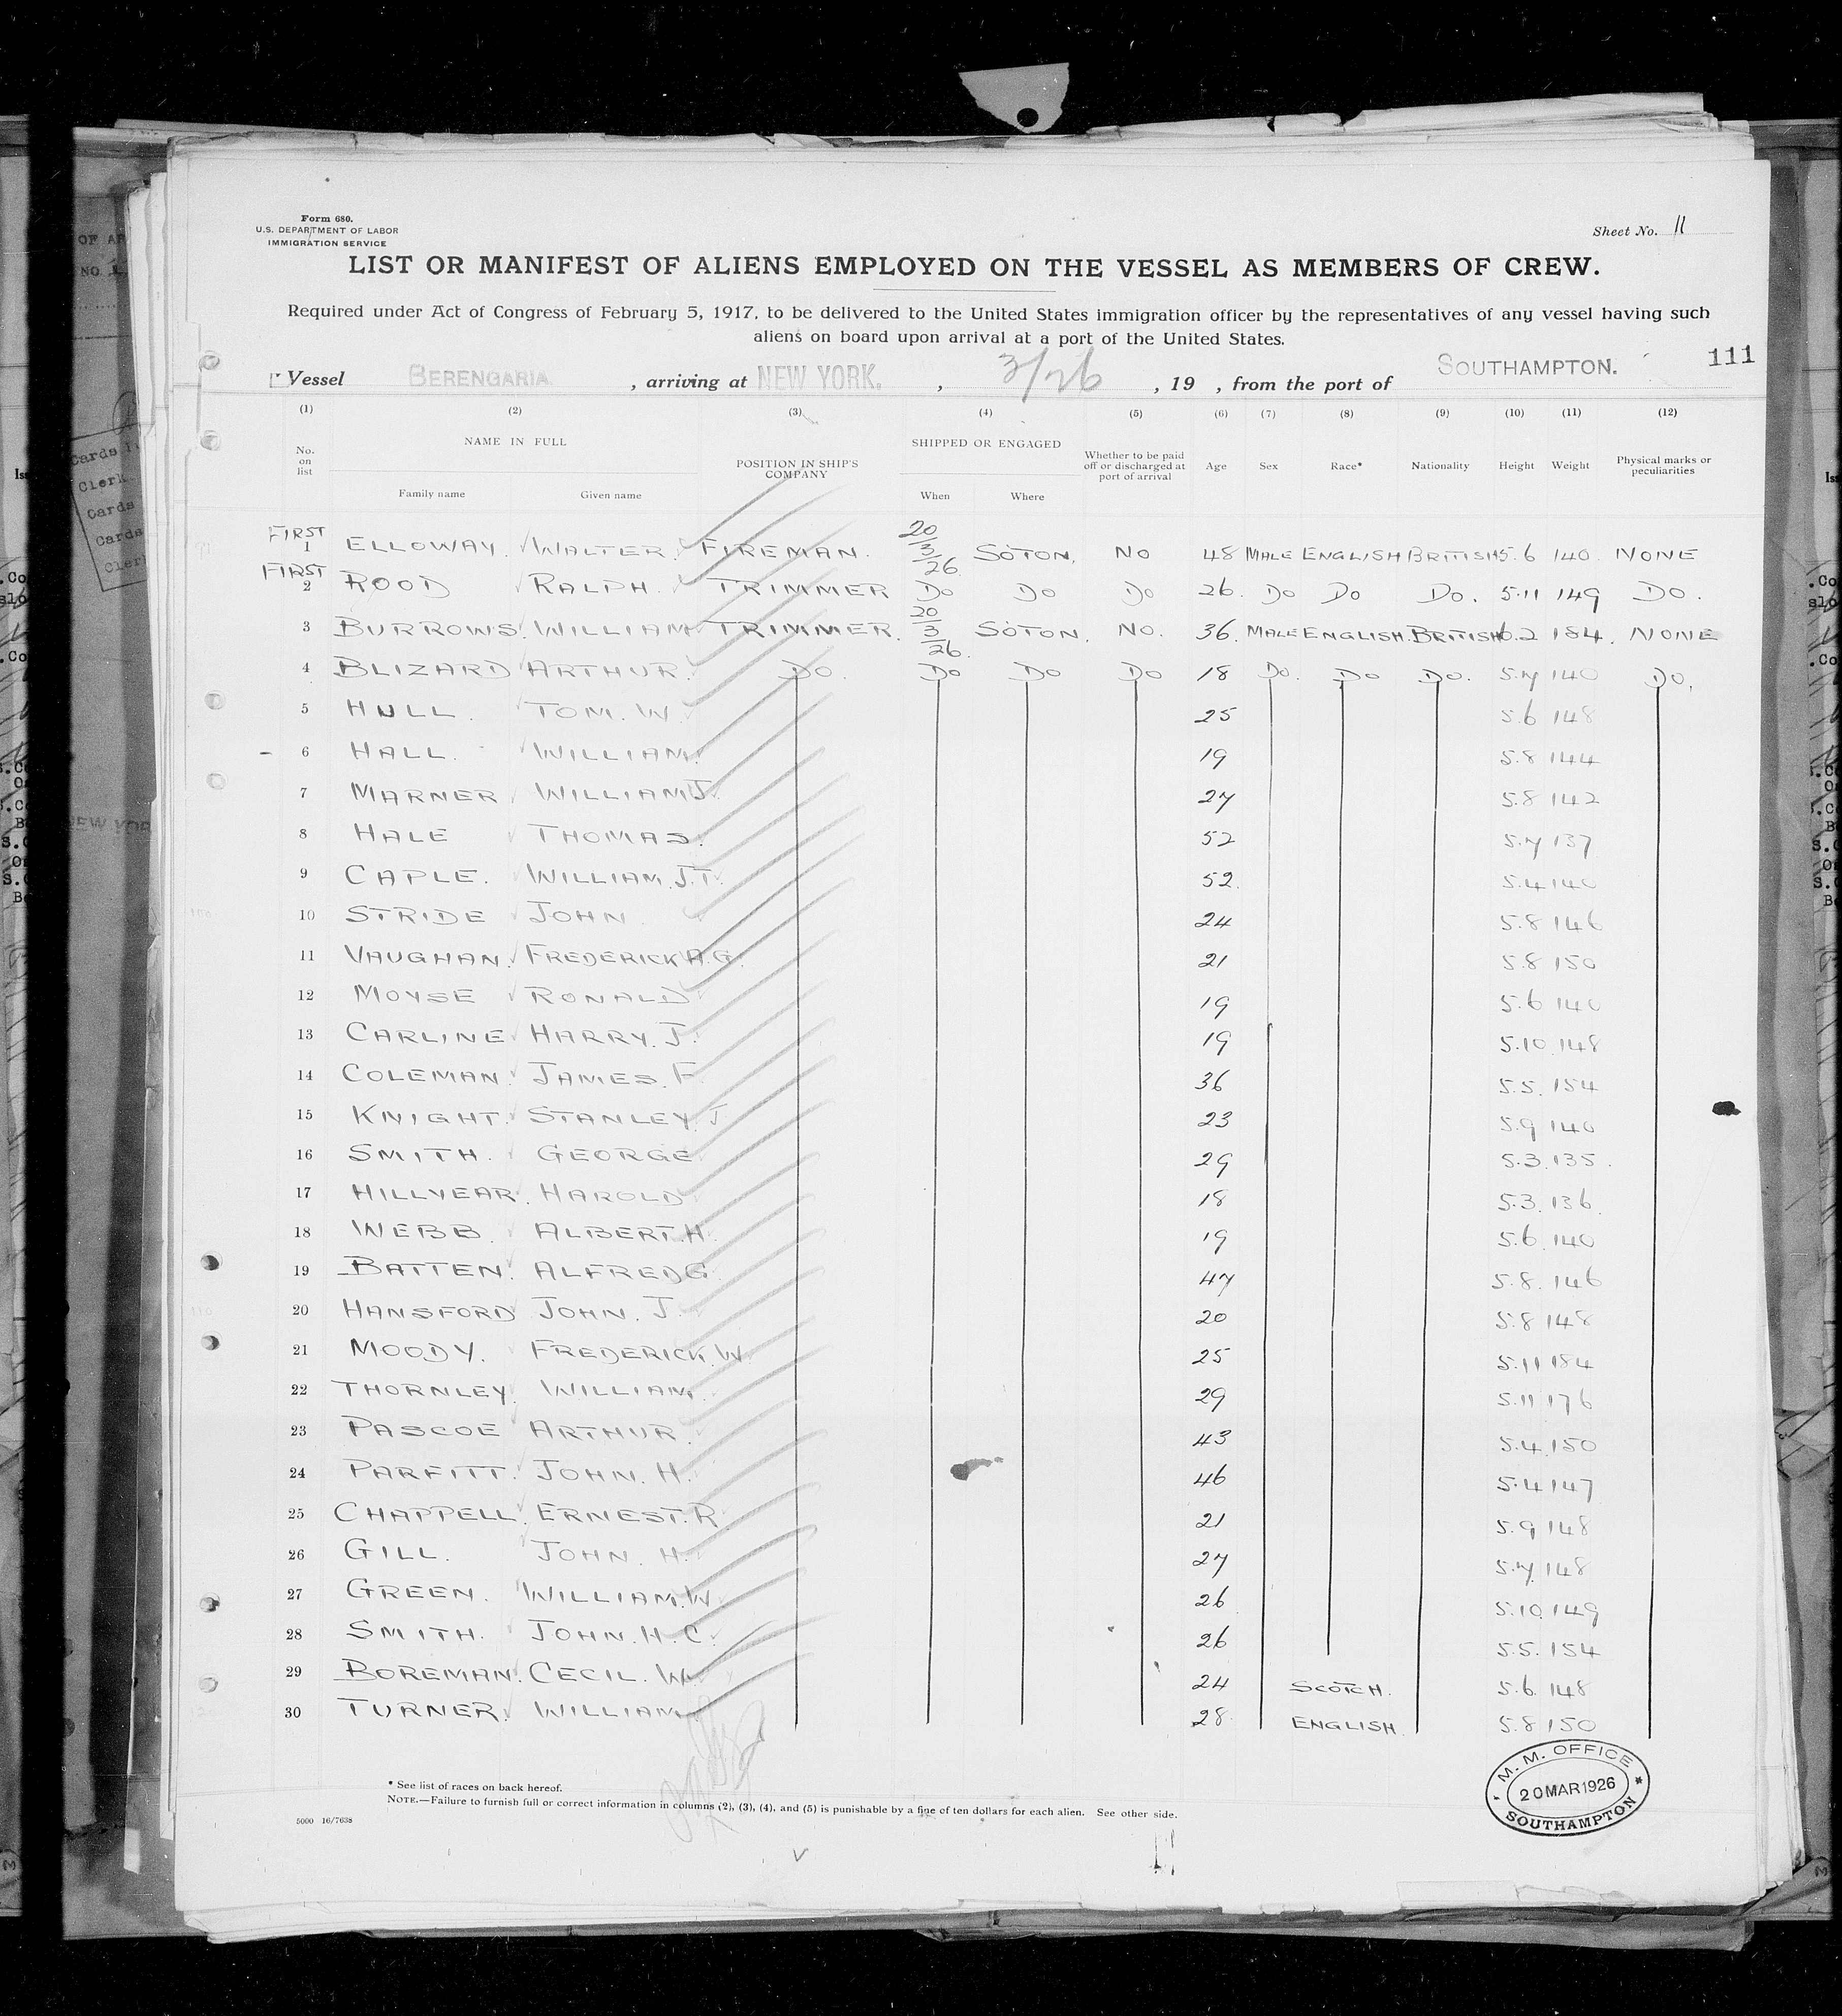 Form 680.
U.S. DEPARTMENT OF LABOR
IMMIGRATION SERVICE
Sheet No. 11
LIST OR MANIFEST OF ALIENS EMPLOYED ON THE VESSEL AS MEMBERS OF CREW.
Required under Act of Congress of February 5, 1917, to be delivered to the United States immigration officer by the representatives of any vessel having such
aliens on board upon arrival at a port of the United States.
111
Vessel BERENGARIA , arriving at NEW YORK. , 3/26 , 19 , from the port of SOUTHAMPTON.
(1) (2) (3) (4) (5) (6) (7) (8) (9) (10) (11) (12)
No. on list NAME IN FULL Family name Given name POSITION IN SHIP'S COMPANY SHIPPED OR ENGAGED When Where Whether to be paid off or discharged at port of arrival Age Sex Race* Nationality Height Weight Physical marks or peculiarities
FIRST 1 ELLOWAY. WALTER. FIREMAN. 20/3/26 SOTON. NO 48 MALE ENGLISH BRITISH 5.6 140 NONE
FIRST 2 ROOD RALPH. TRIMMER DO DO DO 26. DO DO DO. 5.11 149 DO.
3 BURROWS. WILLIAM TRIMMER. 20/3/26 SOTON. NO. 36. MALE ENGLISH. BRITISH 6.2 184. NONE
4 BLIZARD ARTHUR. DO. DO DO DO 18 DO. DO DO. 5.7 140 DO.
5 HULL. TOM. W. 25 5.6 148
6 HALL. WILLIAM. 19 5.8 144
7 MARNER WILLIAM J. 27 5.8 142
8 HALE THOMAS. 52 5.7 137
9 CAPLE. WILLIAM. J.T. 52. 5.4 140
10 STRIDE JOHN 24 5.8 146
11 VAUGHAN. FREDERICK A.G. 21 5.8 150
12 MOYSE RONALD 19 5.6 140
13 CARLINE HARRY. J. 19 5.10. 148
14 COLEMAN. JAMES. F. 36 5.5. 154
15 KNIGHT. STANLEY. J 23 5.9 140
16 SMITH. GEORGE 29 5.3. 135.
17 HILLYEAR. HAROLD 18 5.3. 136.
18 WEBB. ALBERT. H. 19 5.6. 140
19 BATTEN. ALFRED G. 47 5.8. 146
20 HANSFORD JOHN. J. 20 5.8 148
21 MOODY. FREDERICK. W. 25 5.11 184
22 THORNLEY. WILLIAM. 29 5.11 176
23 PASCOE ARTHUR. 43 5.4. 150
24 PARFITT. JOHN. H. 46 5.4 147
25 CHAPPELL. ERNEST. R. 21 5.9 148
26 GILL. JOHN. H. 27 5.7. 148
27 GREEN. WILLIAM. W 26 5.10. 149
28 SMITH. JOHN. H. C. 26 5.5. 154
29 BOREMAN. CECIL. W. 24 SCOTCH. 5.6. 148
30 TURNER. WILLIAM 28. ENGLISH. 5.8 150
* See list of races on back hereof.
NOTE.—Failure to furnish full or correct information in columns (2), (3), (4), and (5) is punishable by a fine of ten dollars for each alien. See other side.
5000 16/7638
M. M. OFFICE
20 MAR 1926
SOUTHAMPTON